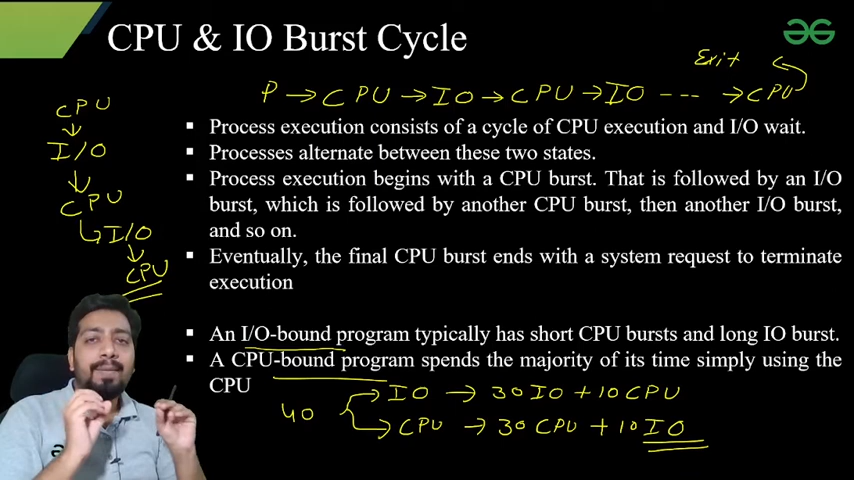 CPU & IO Burst Cycle
Exit
P → CPU → IO → CPU → IO --- → CPU
CPU
I/O
CPU
I/O
CPU
▪ Process execution consists of a cycle of CPU execution and I/O wait.
▪ Processes alternate between these two states.
▪ Process execution begins with a CPU burst. That is followed by an I/O
burst, which is followed by another CPU burst, then another I/O burst,
and so on.
▪ Eventually, the final CPU burst ends with a system request to terminate
execution
▪ An I/O-bound program typically has short CPU bursts and long IO burst.
▪ A CPU-bound program spends the majority of its time simply using the
CPU
40
IO → 30 IO + 10 CPU
CPU → 30 CPU + 10 IO